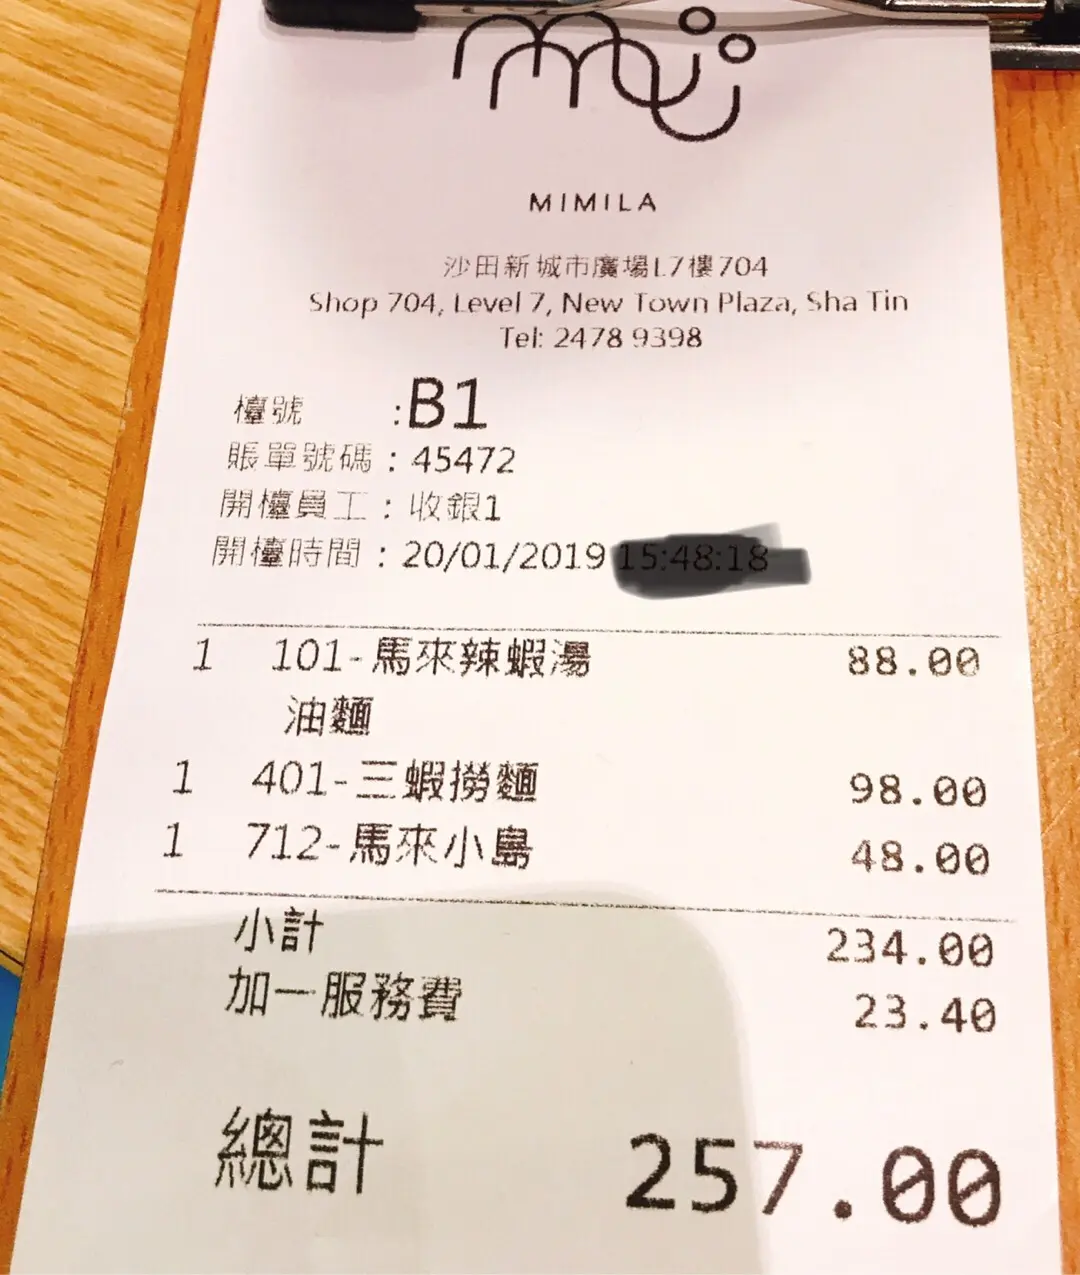 MIMILA
沙田新城市廣場L7樓704
Shop 704, Level 7, New Town Plaza, Sha Tin
Tel: 2478 9398
檯號 :B1
賬單號碼：45472
開檯員工：收銀1
開檯時間：20/01/2019 15:48:18
1 101-馬來辣蝦湯 88.00
油麵
1 401-三蝦撈麵 98.00
1 712-馬來小島 48.00
小計 234.00
加一服務費 23.40
總計 257.00